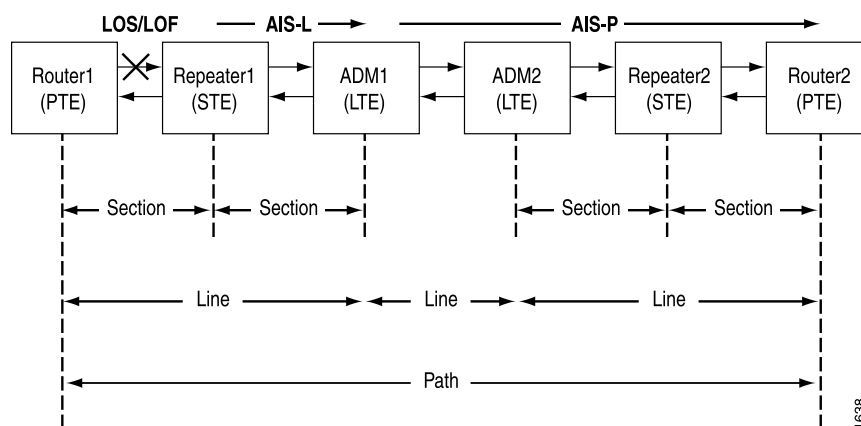 LOS/LOF AIS-L AIS-P
Router1 (PTE)
Repeater1 (STE)
ADM1 (LTE)
ADM2 (LTE)
Repeater2 (STE)
Router2 (PTE)
Section Section Section Section
Line Line Line
Path
1638